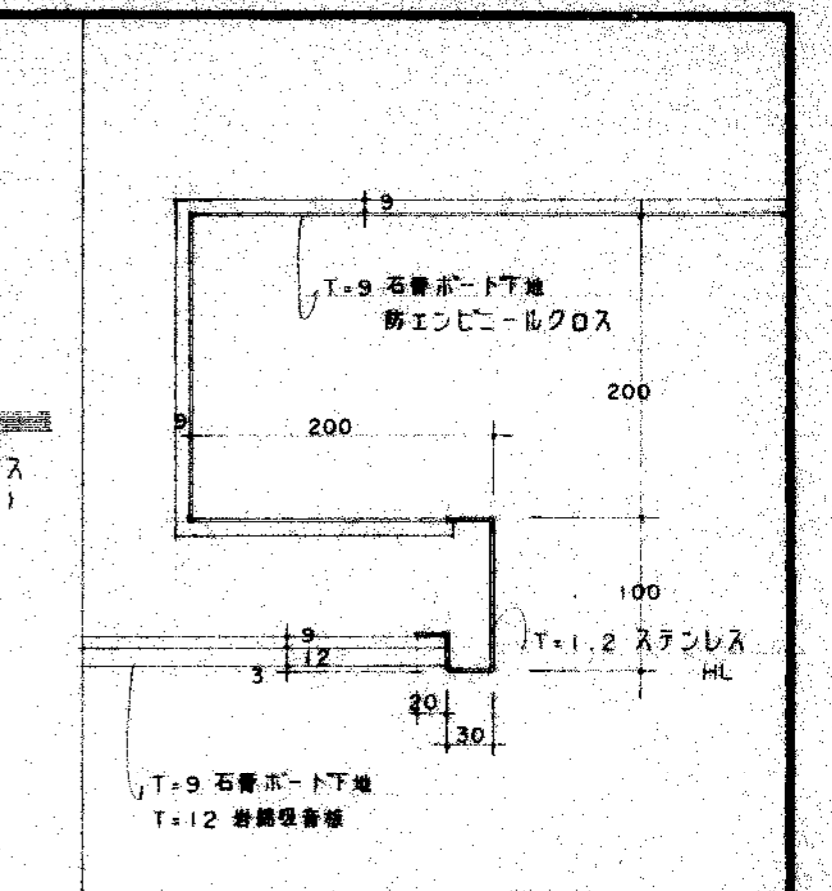 9
T=9 石膏ボード下地
防エンビニールクロス
200
9
200
ス
100
9
T=1.2 ステンレス
12
HL
3
20
30
T=9 石膏ボード下地
T=12 岩綿吸音板